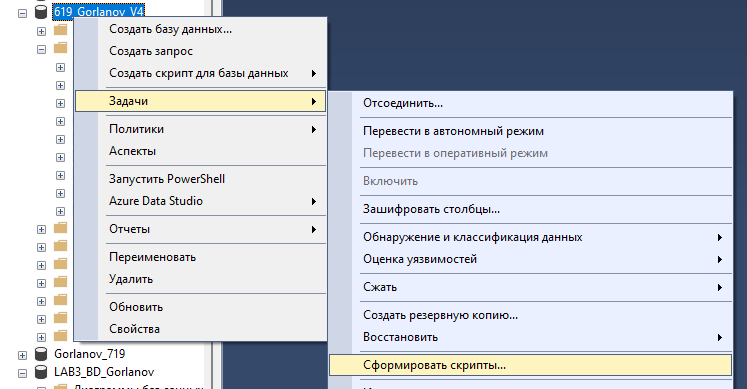 619_Gorlanov_V4
Создать базу данных...
Создать запрос
Создать скрипт для базы данных
Задачи
Политики
Аспекты
Запустить PowerShell
Azure Data Studio
Отчеты
Переименовать
Удалить
Обновить
Свойства
Отсоединить...
Перевести в автономный режим
Перевести в оперативный режим
Включить
Зашифровать столбцы...
Обнаружение и классификация данных
Оценка уязвимостей
Сжать
Создать резервную копию...
Восстановить
Сформировать скрипты...
Gorlanov_719
LAB3_BD_Gorlanov